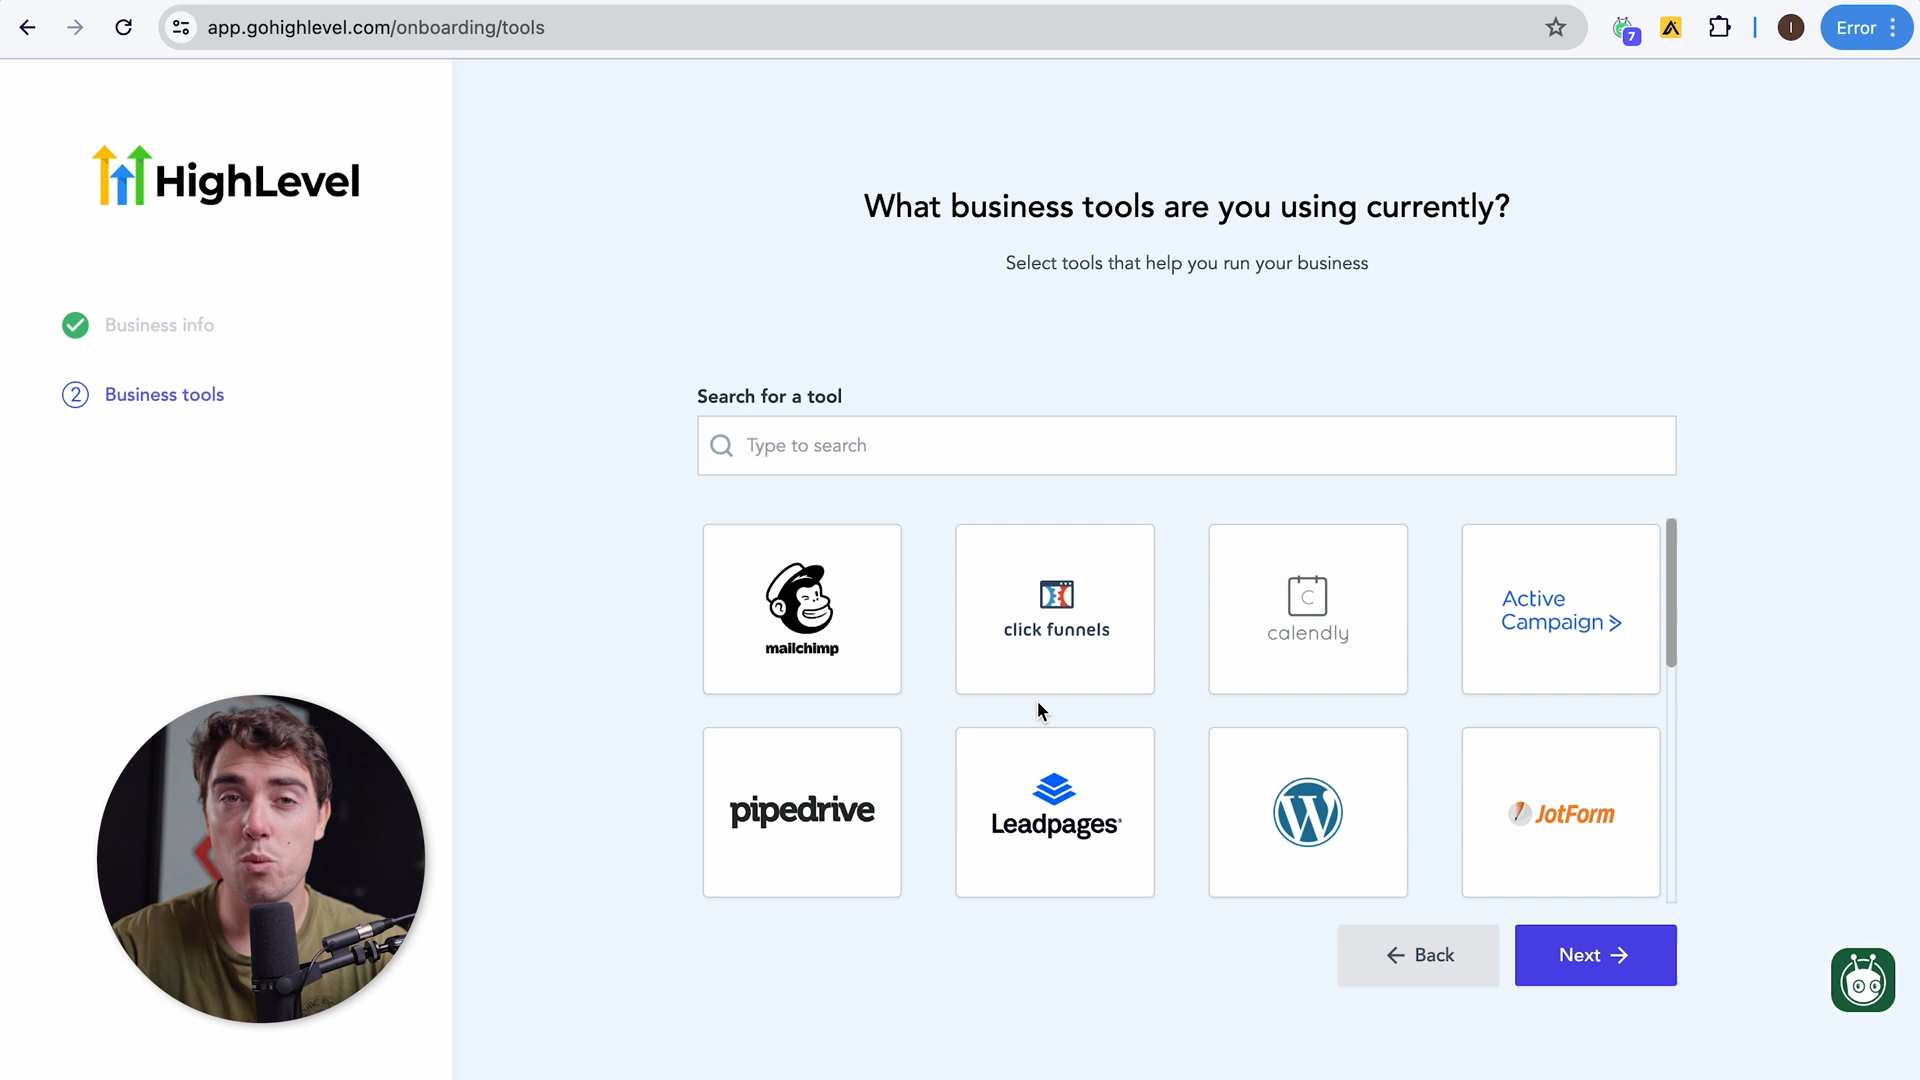 app.gohighlevel.com/onboarding/tools
7
I
Error
HighLevel
What business tools are you using currently?
Select tools that help you run your business
Business info
2 Business tools
Search for a tool
Type to search
mailchimp
click funnels
C
calendly
Active
Campaign >
pipedrive
Leadpages®
W
JotForm
← Back
Next →